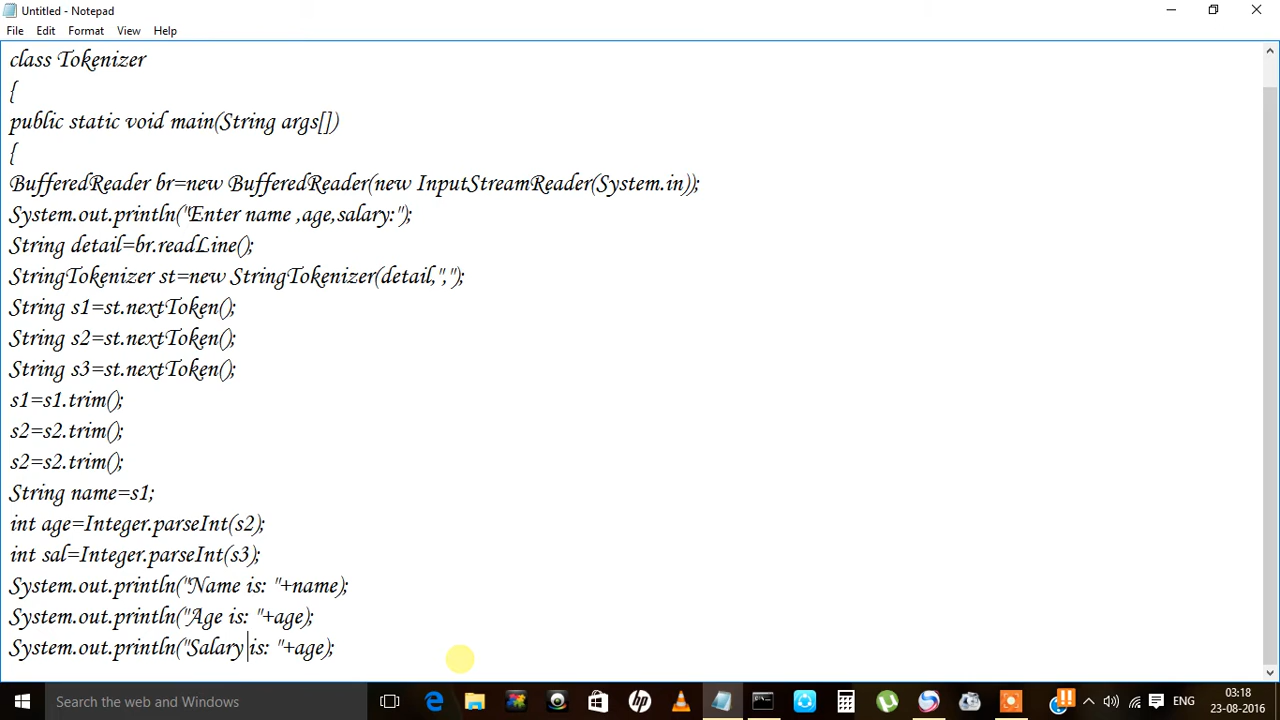 Untitled - Notepad
File Edit Format View Help
class Tokenizer
{
public static void main(String args[])
{
BufferedReader br=new BufferedReader(new InputStreamReader(System.in));
System.out.println("Enter name ,age,salary:");
String detail=br.readLine();
StringTokenizer st=new StringTokenizer(detail,",");
String s1=st.nextToken();
String s2=st.nextToken();
String s3=st.nextToken();
s1=s1.trim();
s2=s2.trim();
s2=s2.trim();
String name=s1;
int age=Integer.parseInt(s2);
int sal=Integer.parseInt(s3);
System.out.println("Name is: "+name);
System.out.println("Age is: "+age);
System.out.println("Salary is: "+age);
Search the web and Windows
ENG
03:18
23-08-2016